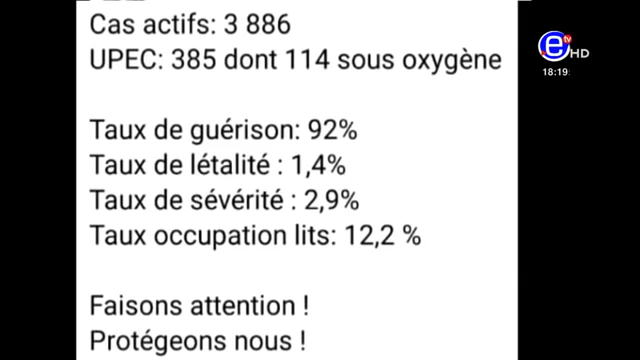 Cas actifs: 3 886
UPEC: 385 dont 114 sous oxygène
Taux de guérison: 92%
Taux de létalité : 1,4%
Taux de sévérité : 2,9%
Taux occupation lits: 12,2 %
Faisons attention !
Protégeons nous !
e tv HD
18:19